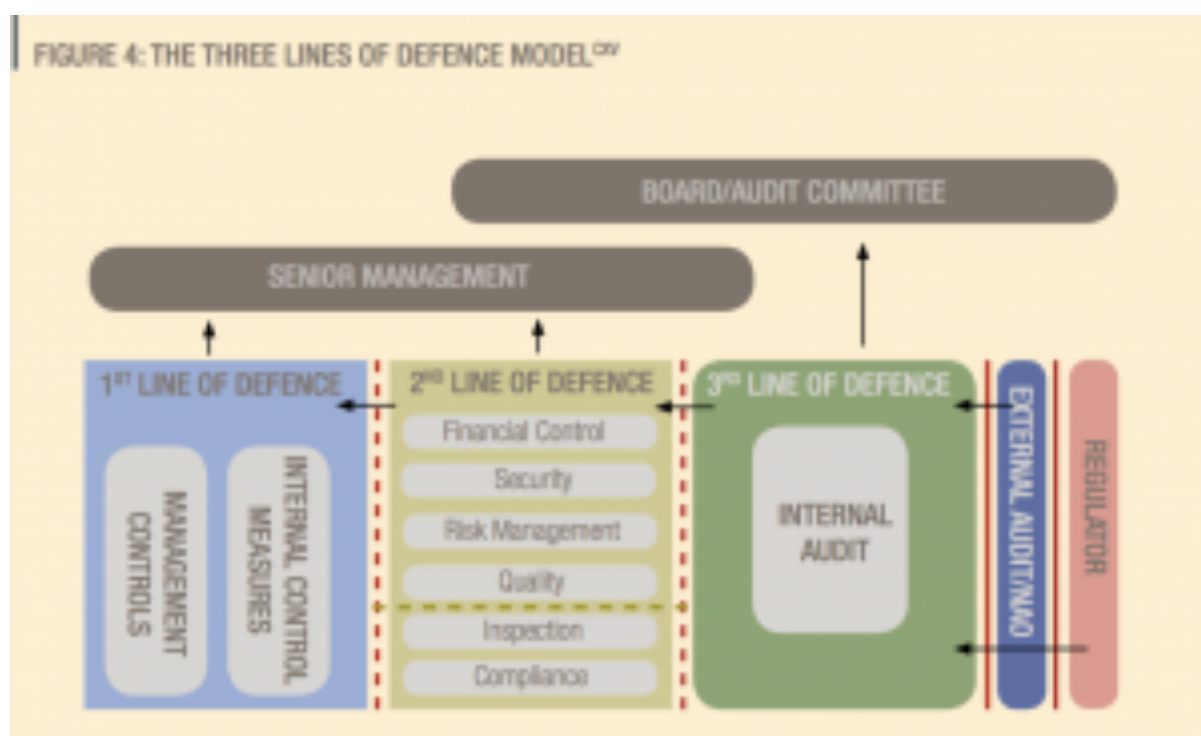 FIGURE 4: THE THREE LINES OF DEFENCE MODEL
BOARD/AUDIT COMMITTEE
SENIOR MANAGEMENT
1ST LINE OF DEFENCE
MANAGEMENT
CONTROLS
INTERNAL CONTROL
MEASURES
2ND LINE OF DEFENCE
Financial Control
Security
Risk Management
Quality
Inspection
Compliance
3RD LINE OF DEFENCE
INTERNAL
AUDIT
EXTERNAL AUDIT/NAO
REGULATOR